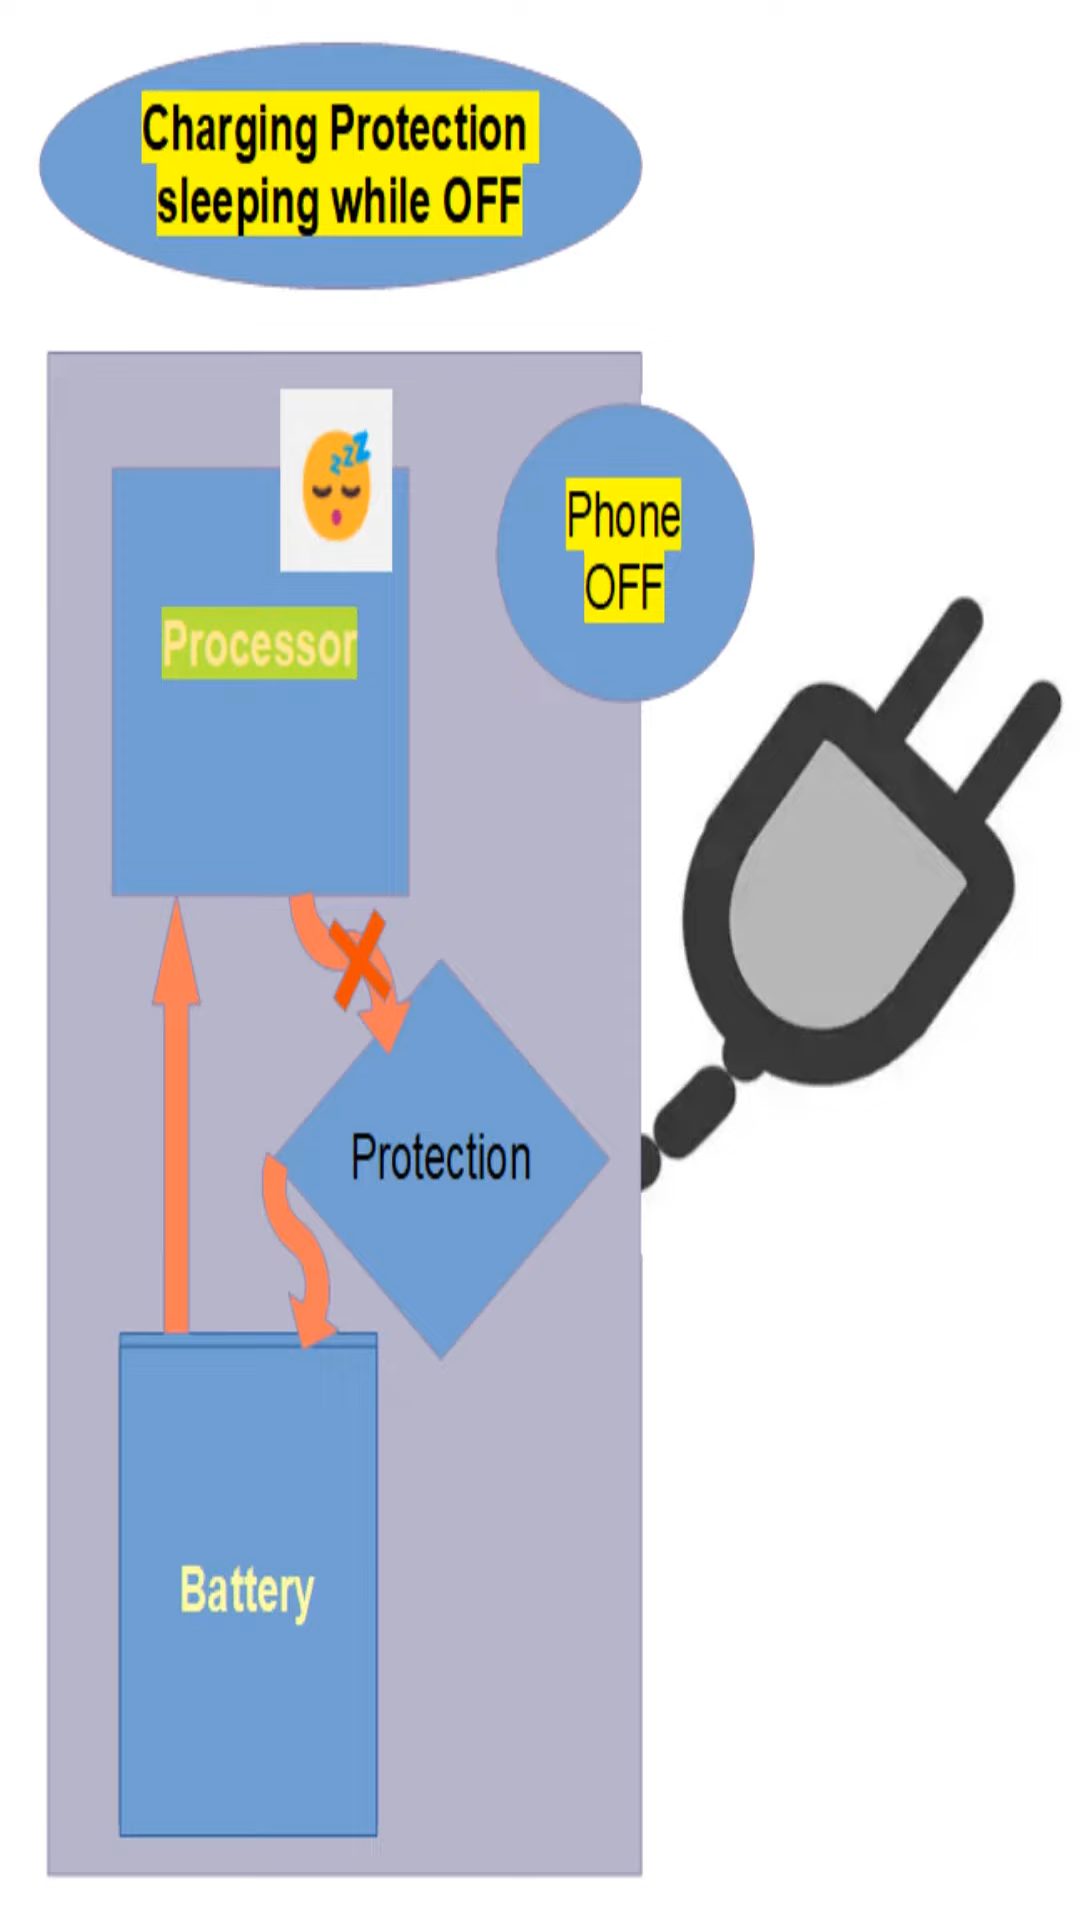 Charging Protection
sleeping while OFF
Phone
OFF
Processor
Protection
Battery